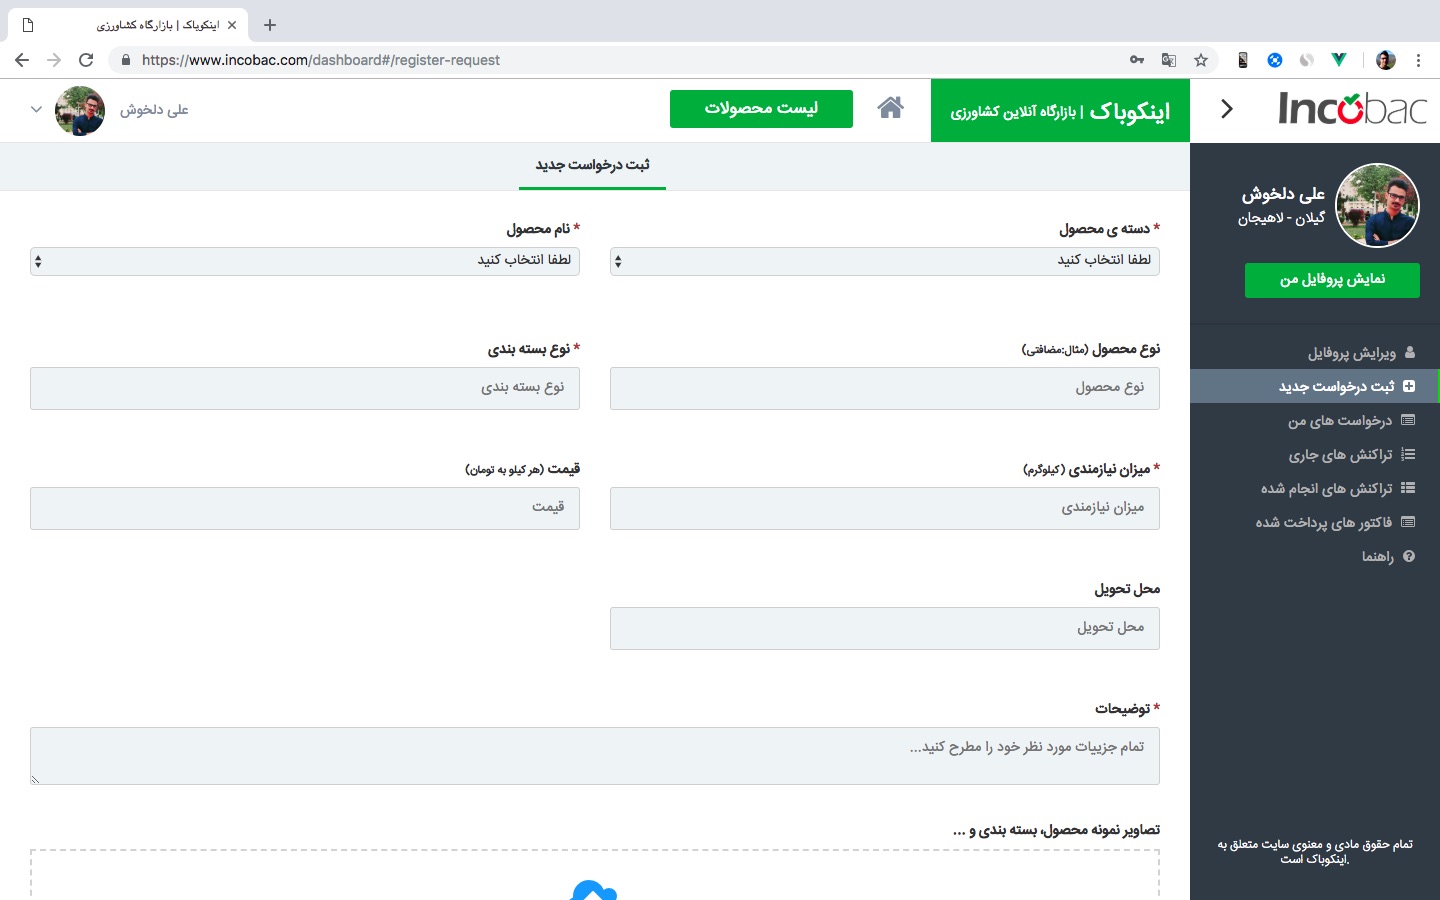 اینکوباک | بازارگاه کشاورزی
https://www.incobac.com/dashboard#/register-request
Incobac
اینکوباک | بازارگاه آنلاین کشاورزی
لیست محصولات
علی دلخوش
علی دلخوش
گیلان - لاهیجان
نمایش پروفایل من
ویرایش پروفایل
ثبت درخواست جدید
درخواست های من
تراکنش های جاری
تراکنش های انجام شده
فاکتور های پرداخت شده
راهنما
تمام حقوق مادی و معنوی سایت متعلق به
اینکوباک است.
ثبت درخواست جدید
* دسته ی محصول
لطفا انتخاب کنید
* نام محصول
لطفا انتخاب کنید
نوع محصول (مثال:مضافتی)
نوع محصول
* نوع بسته بندی
نوع بسته بندی
* میزان نیازمندی (کیلوگرم)
میزان نیازمندی
قیمت (هر کیلو به تومان)
قیمت
محل تحویل
محل تحویل
* توضیحات
تمام جزییات مورد نظر خود را مطرح کنید...
تصاویر نمونه محصول، بسته بندی و ...